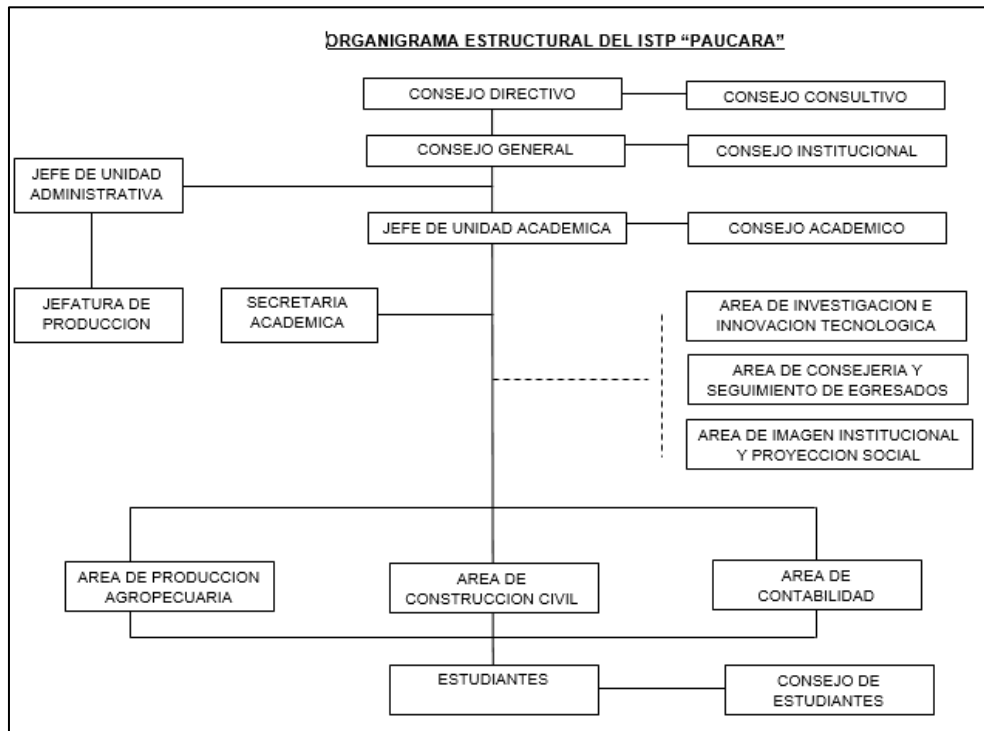 ORGANIGRAMA ESTRUCTURAL DEL ISTP “PAUCARA”
CONSEJO DIRECTIVO
CONSEJO CONSULTIVO
CONSEJO GENERAL
CONSEJO INSTITUCIONAL
JEFE DE UNIDAD
ADMINISTRATIVA
JEFE DE UNIDAD ACADEMICA
CONSEJO ACADEMICO
JEFATURA DE
PRODUCCION
SECRETARIA
ACADEMICA
AREA DE INVESTIGACION E
INNOVACION TECNOLOGICA
AREA DE CONSEJERIA Y
SEGUIMIENTO DE EGRESADOS
AREA DE IMAGEN INSTITUCIONAL
Y PROYECCION SOCIAL
AREA DE PRODUCCION
AGROPECUARIA
AREA DE
CONSTRUCCION CIVIL
AREA DE
CONTABILIDAD
ESTUDIANTES
CONSEJO DE
ESTUDIANTES